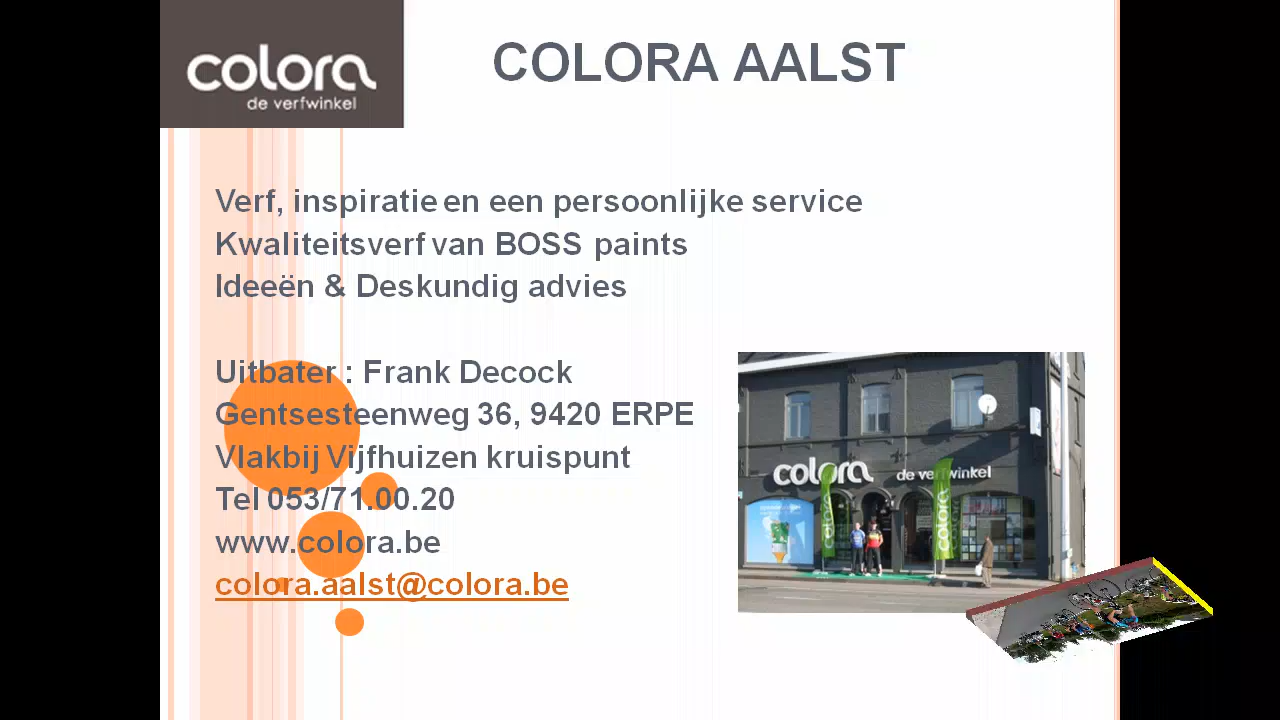 colora
de verfwinkel
COLORA AALST
Verf, inspiratie en een persoonlijke service
Kwaliteitsverf van BOSS paints
Ideeën & Deskundig advies
Uitbater : Frank Decock
Gentsesteenweg 36, 9420 ERPE
Vlakbij Vijfhuizen kruispunt
Tel 053/71.00.20
www.colora.be
colora.aalst@colora.be
colora de verfwinkel
colora
colora